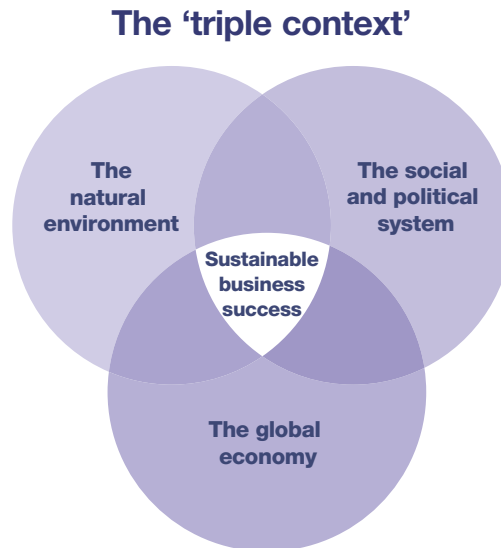 The ‘triple context’
The
natural
environment
The social
and political
system
Sustainable
business
success
The global
economy